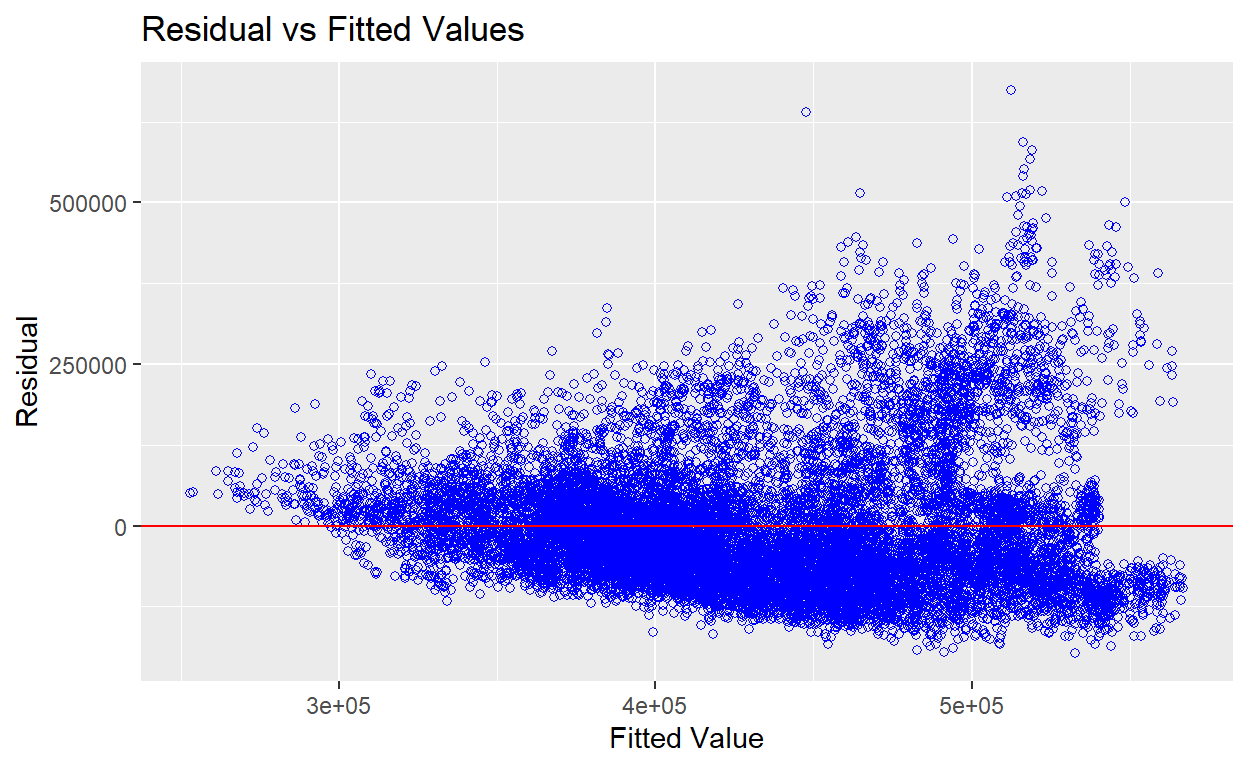 Residual vs Fitted Values
500000
250000
0
Residual
3e+05
4e+05
5e+05
Fitted Value